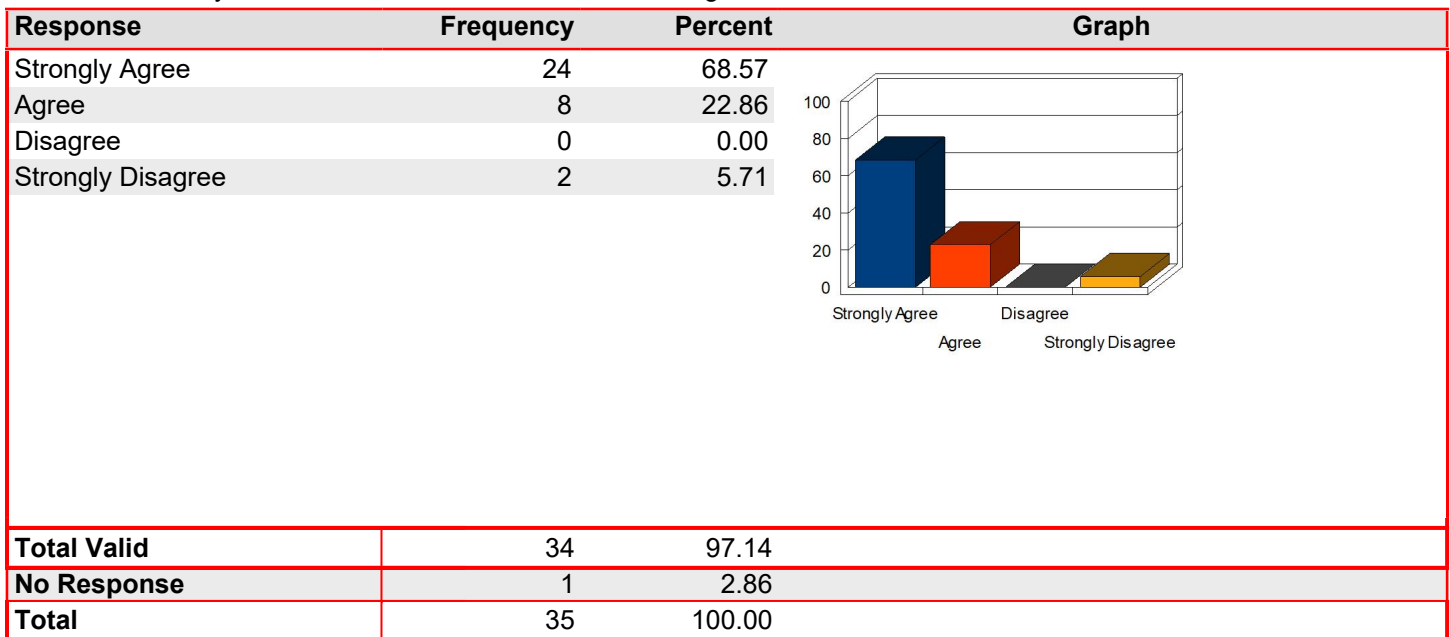 Response Frequency Percent Graph
Strongly Agree 24 68.57
Agree 8 22.86
Disagree 0 0.00
Strongly Disagree 2 5.71
100
80
60
40
20
0
Strongly Agree Disagree
Agree Strongly Disagree
Total Valid 34 97.14
No Response 1 2.86
Total 35 100.00